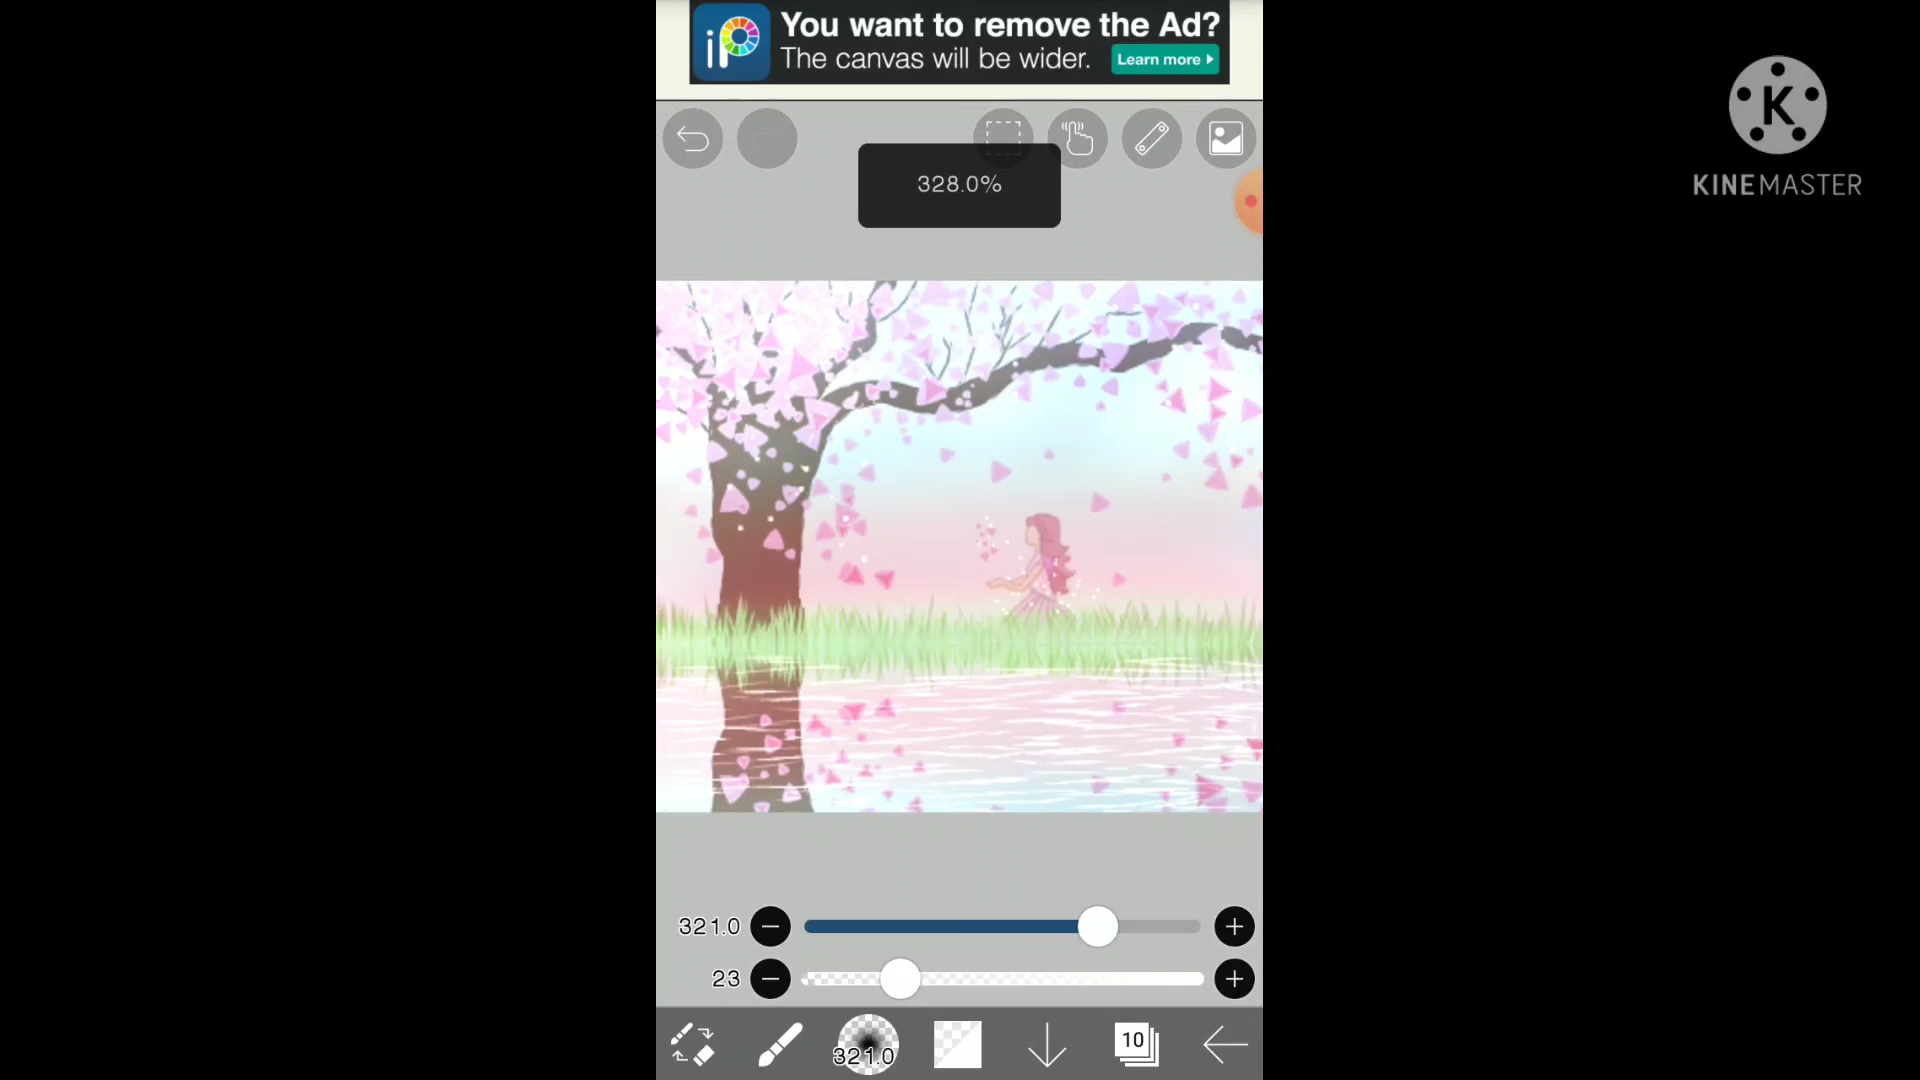 iP
You want to remove the Ad?
The canvas will be wider.
Learn more
K
KINEMASTER
328.0%
321.0
23
321.0
10